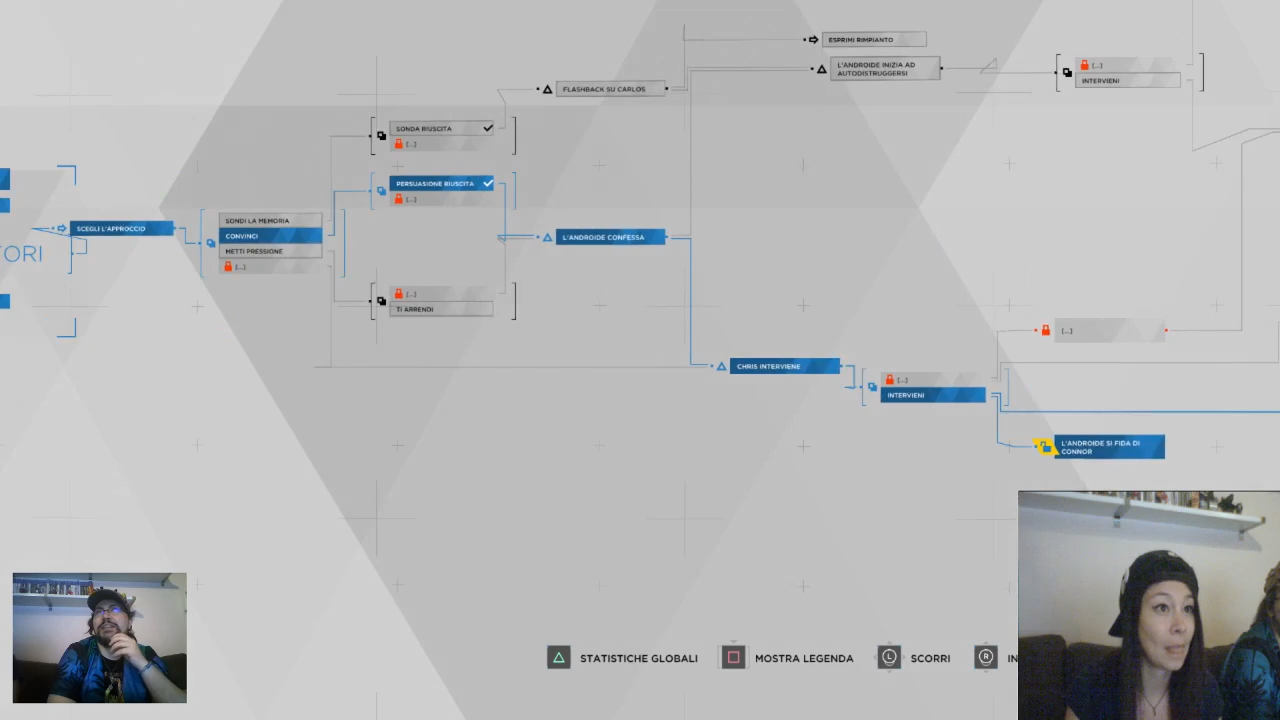 ESPRIMI RIMPIANTO
L'ANDROIDE INIZIA AD
AUTODISTRUGGERSI
[...]
INTERVIENI
FLASHBACK SU CARLOS
SONDA RIUSCITA
[...]
PERSUASIONE RIUSCITA
[...]
SCEGLI L'APPROCCIO
SONDI LA MEMORIA
CONVINCI
METTI PRESSIONE
[...]
L'ANDROIDE CONFESSA
TORI
[...]
TI ARRENDI
[...]
CHRIS INTERVIENE
[...]
INTERVIENI
L'ANDROIDE SI FIDA DI
CONNOR
STATISTICHE GLOBALI
MOSTRA LEGENDA
L
SCORRI
R
IN